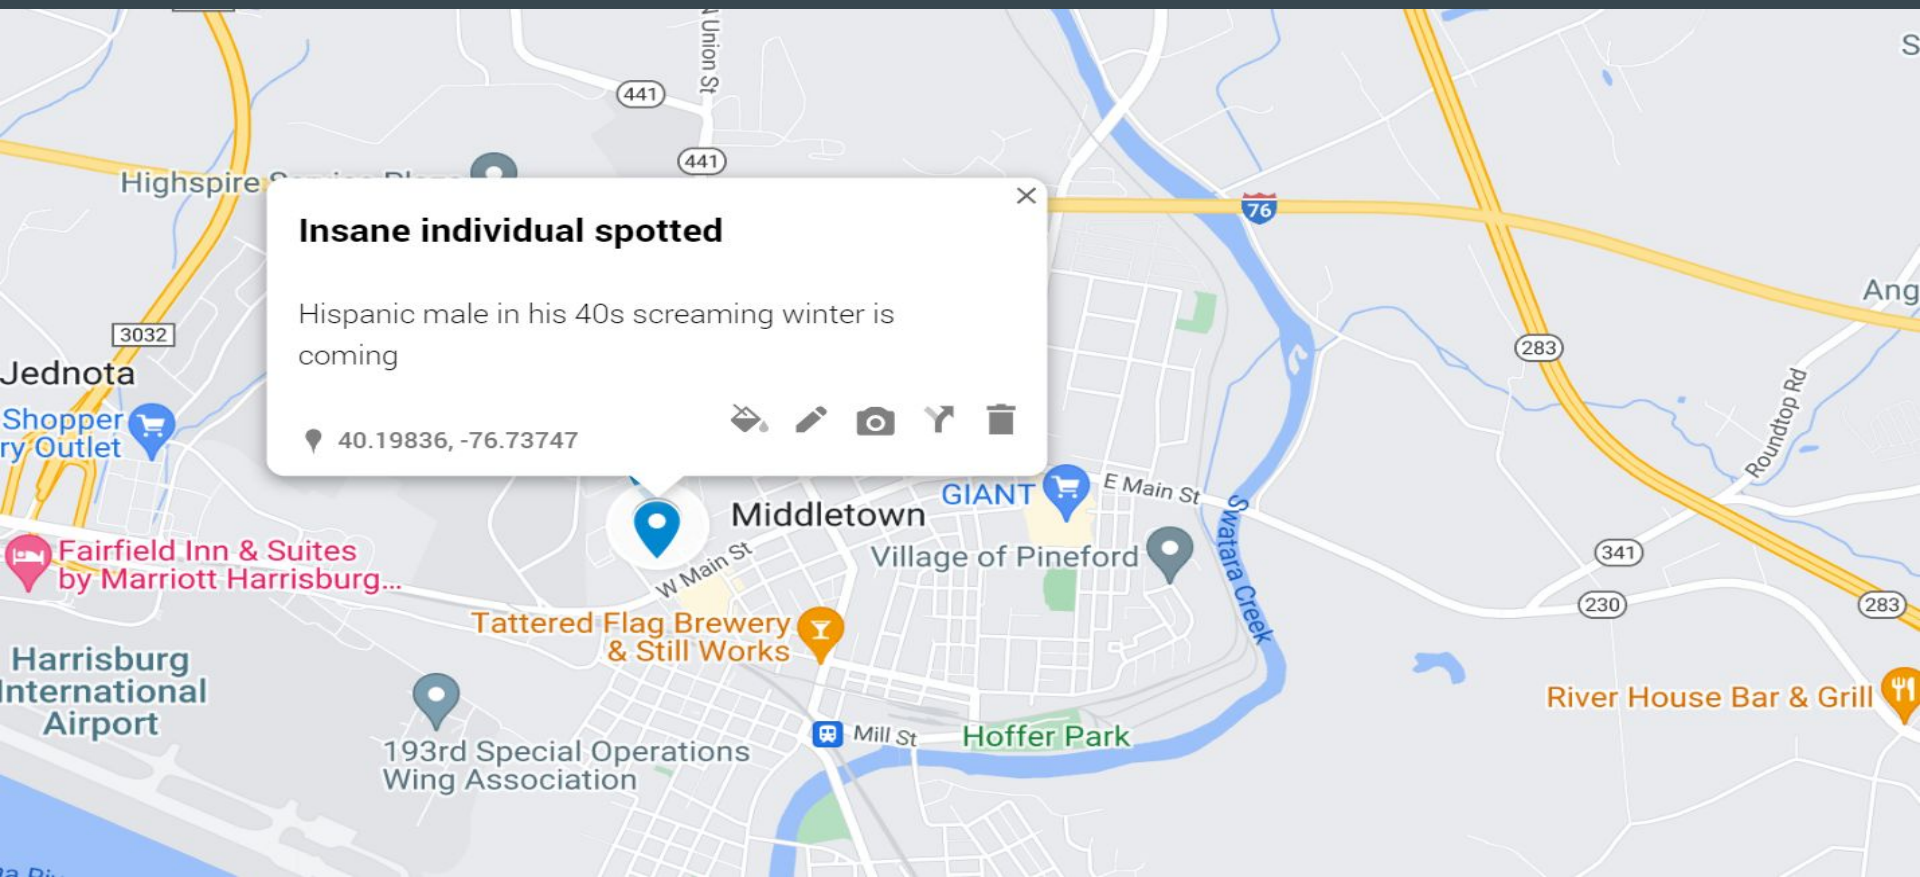 N Union St
441
441
Highspire
Insane individual spotted
Hispanic male in his 40s screaming winter is
coming
40.19836, -76.73747
76
Ang
3032
283
Jednota
Shopper
ry Outlet
Roundtop Rd
GIANT
E Main St
Middletown
Swatara Creek
Fairfield Inn & Suites
by Marriott Harrisburg...
W Main St
Village of Pineford
341
230
283
Tattered Flag Brewery
& Still Works
Harrisburg
International
Airport
River House Bar & Grill
Mill St
Hoffer Park
193rd Special Operations
Wing Association